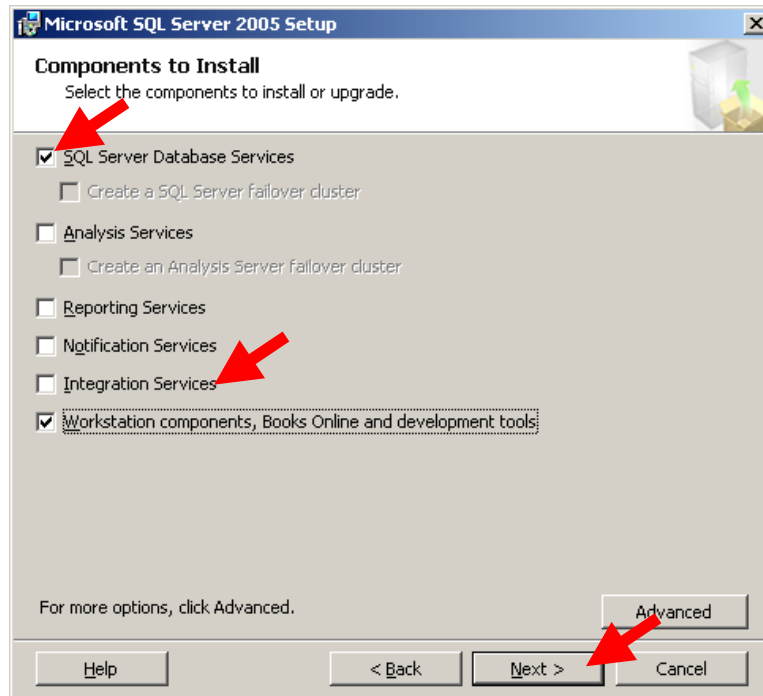 Microsoft SQL Server 2005 Setup
Components to Install
Select the components to install or upgrade.
SQL Server Database Services
Create a SQL Server failover cluster
Analysis Services
Create an Analysis Server failover cluster
Reporting Services
Notification Services
Integration Services
Workstation components, Books Online and development tools
For more options, click Advanced.
Advanced
Help
< Back
Next >
Cancel